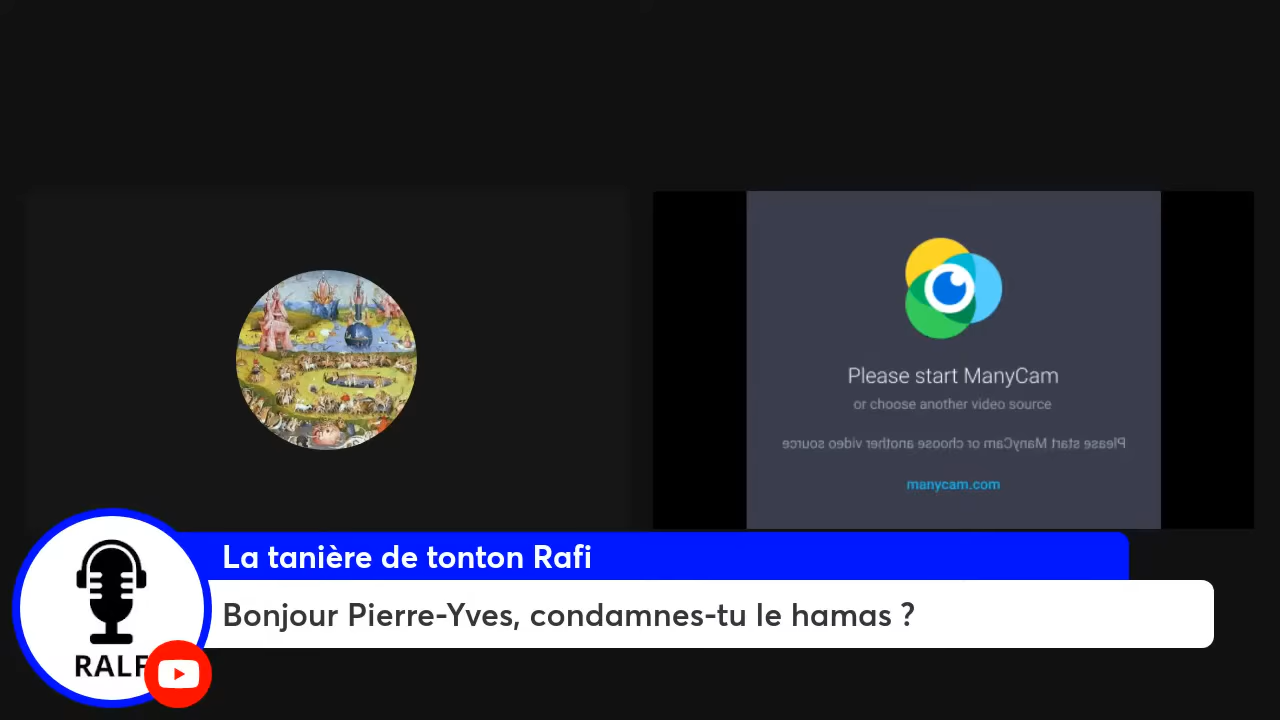 Please start ManyCam
or choose another video source
Please start ManyCam or choose another video source
manycam.com
La tanière de tonton Rafi
Bonjour Pierre-Yves, condamnes-tu le hamas ?
RALF